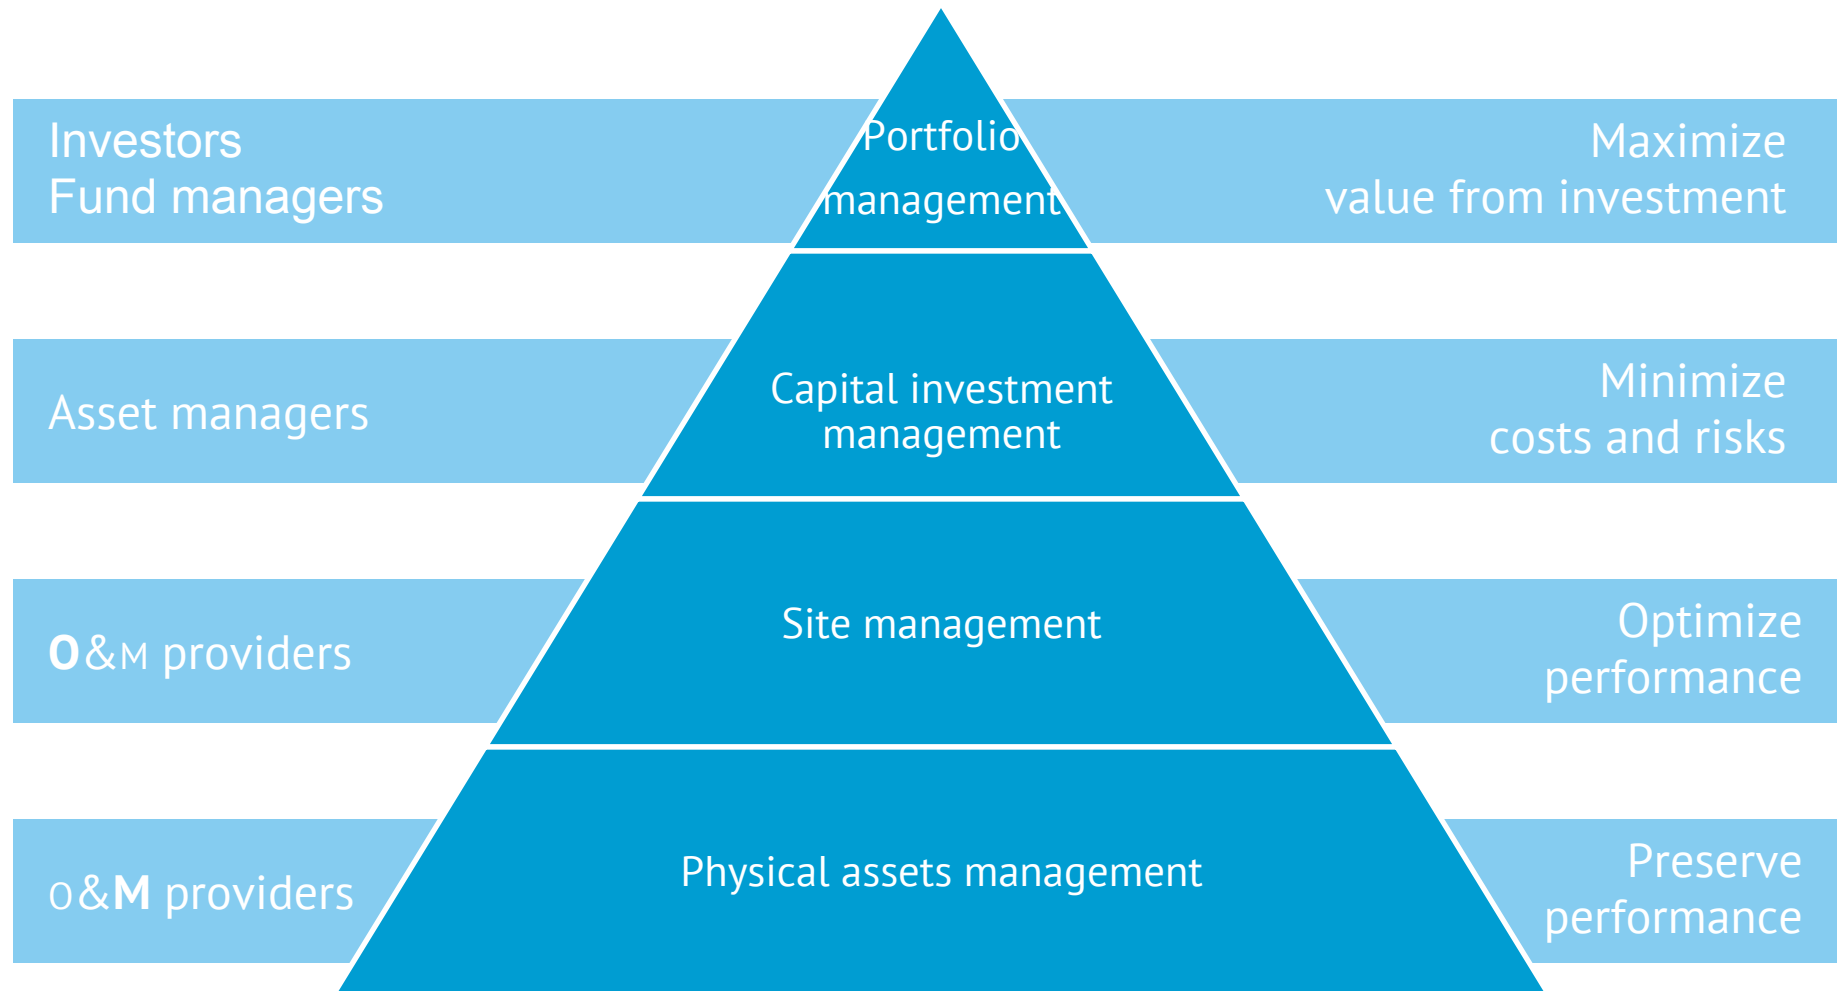 Investors
Fund managers
Portfolio
management
Maximize
value from investment
Asset managers
Capital investment
management
Minimize
costs and risks
O&M providers
Site management
Optimize
performance
O&M providers
Physical assets management
Preserve
performance